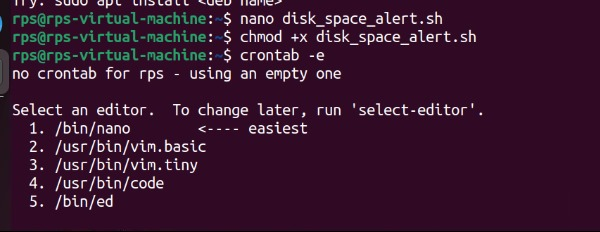 Try: sudo apt install <deb name>
rps@rps-virtual-machine:~$ nano disk_space_alert.sh
rps@rps-virtual-machine:~$ chmod +x disk_space_alert.sh
rps@rps-virtual-machine:~$ crontab -e
no crontab for rps - using an empty one
Select an editor.  To change later, run 'select-editor'.
  1. /bin/nano        <---- easiest
  2. /usr/bin/vim.basic
  3. /usr/bin/vim.tiny
  4. /usr/bin/code
  5. /bin/ed